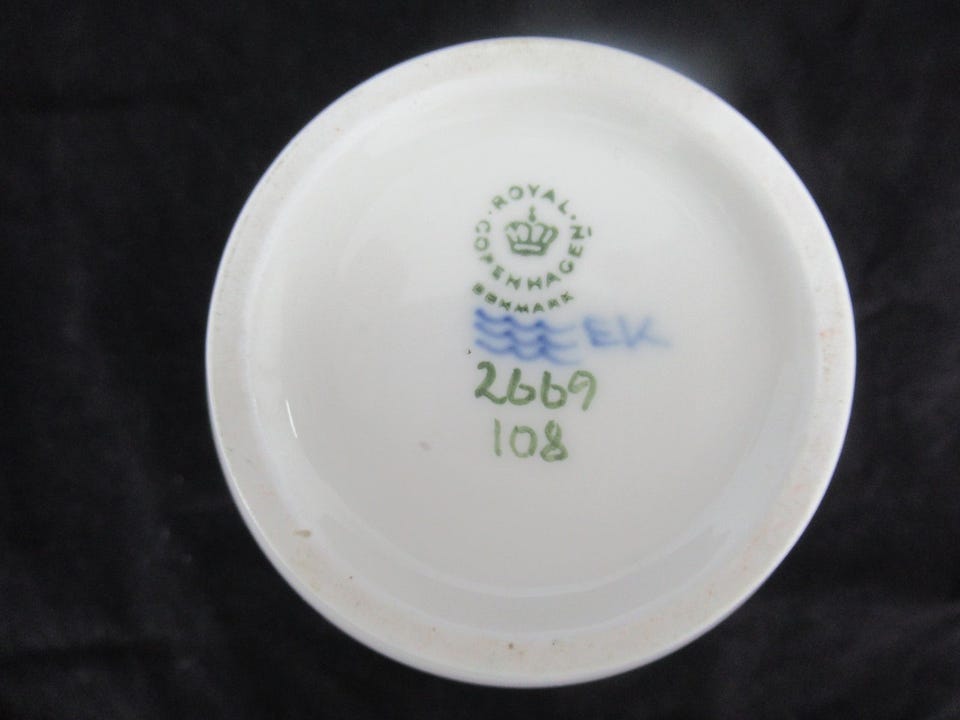 ROYAL
COPENHAGEN
DENMARK
EK
2669
108